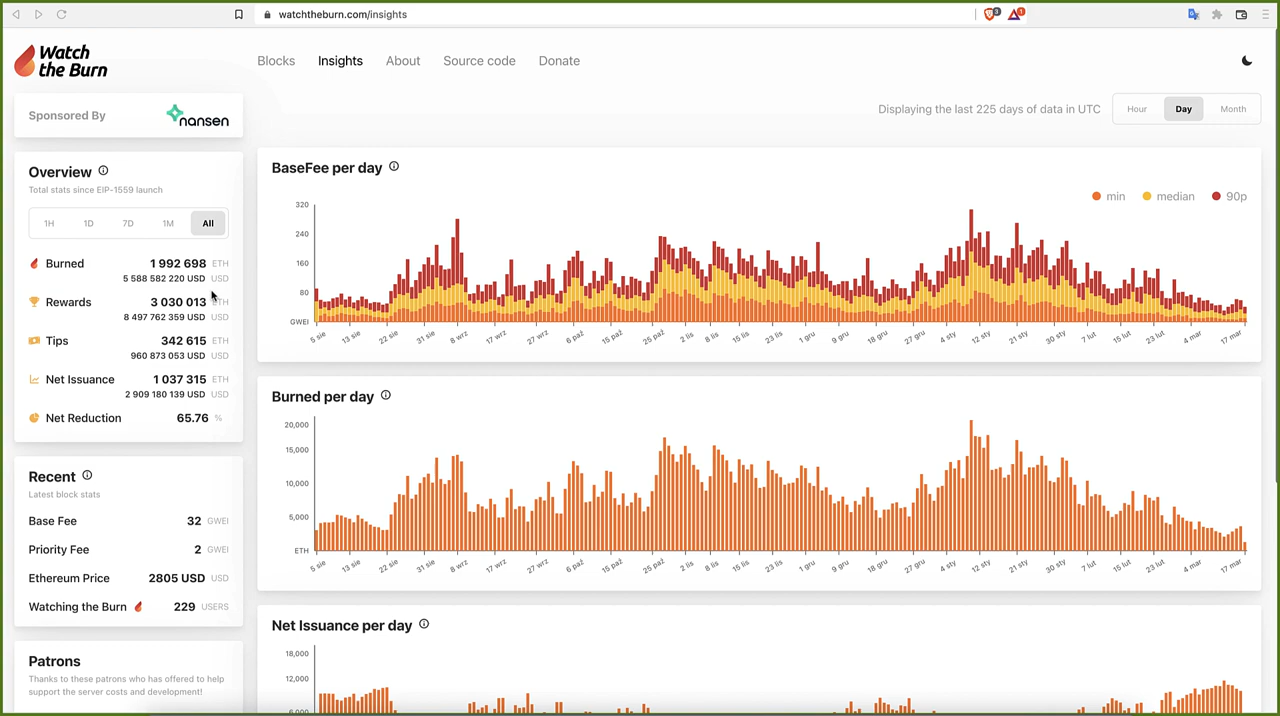 watchtheburn.com/insights
3
1
Watch
the Burn
Blocks
Insights
About
Source code
Donate
Sponsored By
nansen
Displaying the last 225 days of data in UTC
Hour
Day
Month
Overview
Total stats since EIP-1559 launch
1H
1D
7D
1M
All
Burned
1 992 698 ETH
5 588 582 220 USD USD
Rewards
3 030 013 ETH
8 497 762 359 USD USD
Tips
342 615 ETH
960 873 053 USD USD
Net Issuance
1 037 315 ETH
2 909 180 139 USD USD
Net Reduction
65.76 %
Recent
Latest block stats
Base Fee
32 GWEI
Priority Fee
2 GWEI
Ethereum Price
2805 USD USD
Watching the Burn
229 USERS
Patrons
Thanks to these patrons who has offered to help
support the server costs and development!
BaseFee per day
min
median
90p
320
240
160
80
GWEI
5 sie
13 sie
22 sie
31 sie
8 wrz
17 wrz
27 wrz
6 paź
15 paź
25 paź
2 lis
8 lis
15 lis
23 lis
1 gru
9 gru
18 gru
27 gru
4 sty
12 sty
21 sty
30 sty
7 lut
15 lut
23 lut
4 mar
17 mar
Burned per day
20,000
15,000
10,000
5,000
ETH
5 sie
13 sie
22 sie
31 sie
8 wrz
17 wrz
27 wrz
6 paź
15 paź
25 paź
2 lis
8 lis
15 lis
23 lis
1 gru
9 gru
18 gru
27 gru
4 sty
12 sty
21 sty
30 sty
7 lut
15 lut
23 lut
4 mar
17 mar
Net Issuance per day
18,000
12,000
6,000